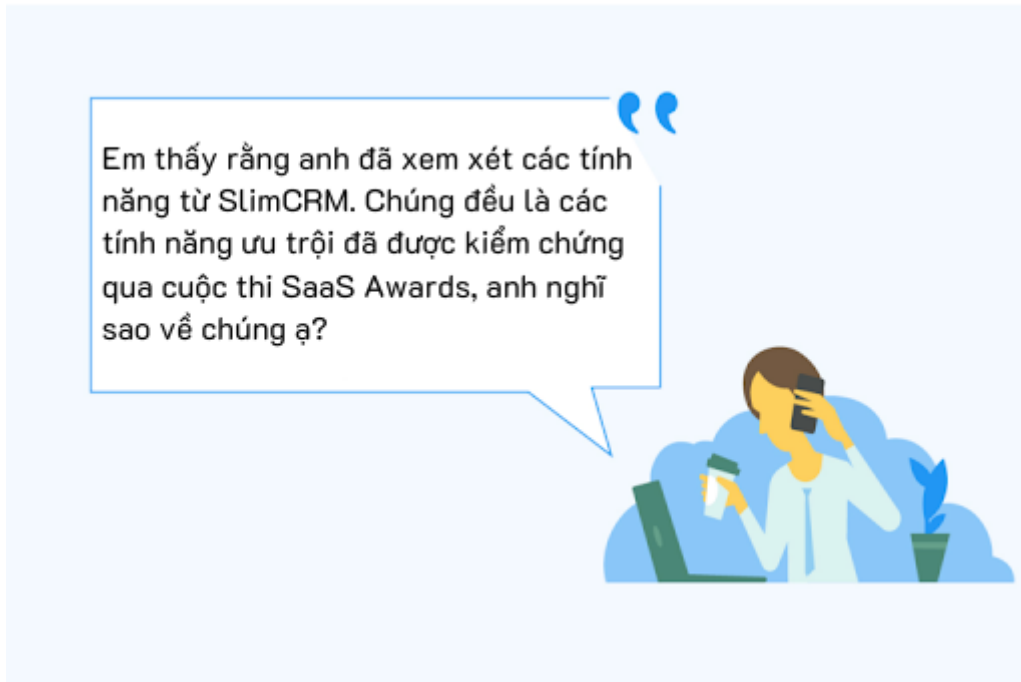 Em thấy rằng anh đã xem xét các tính
năng từ SlimCRM. Chúng đều là các
tính năng ưu trội đã được kiểm chứng
qua cuộc thi SaaS Awards, anh nghĩ
sao về chúng ạ?